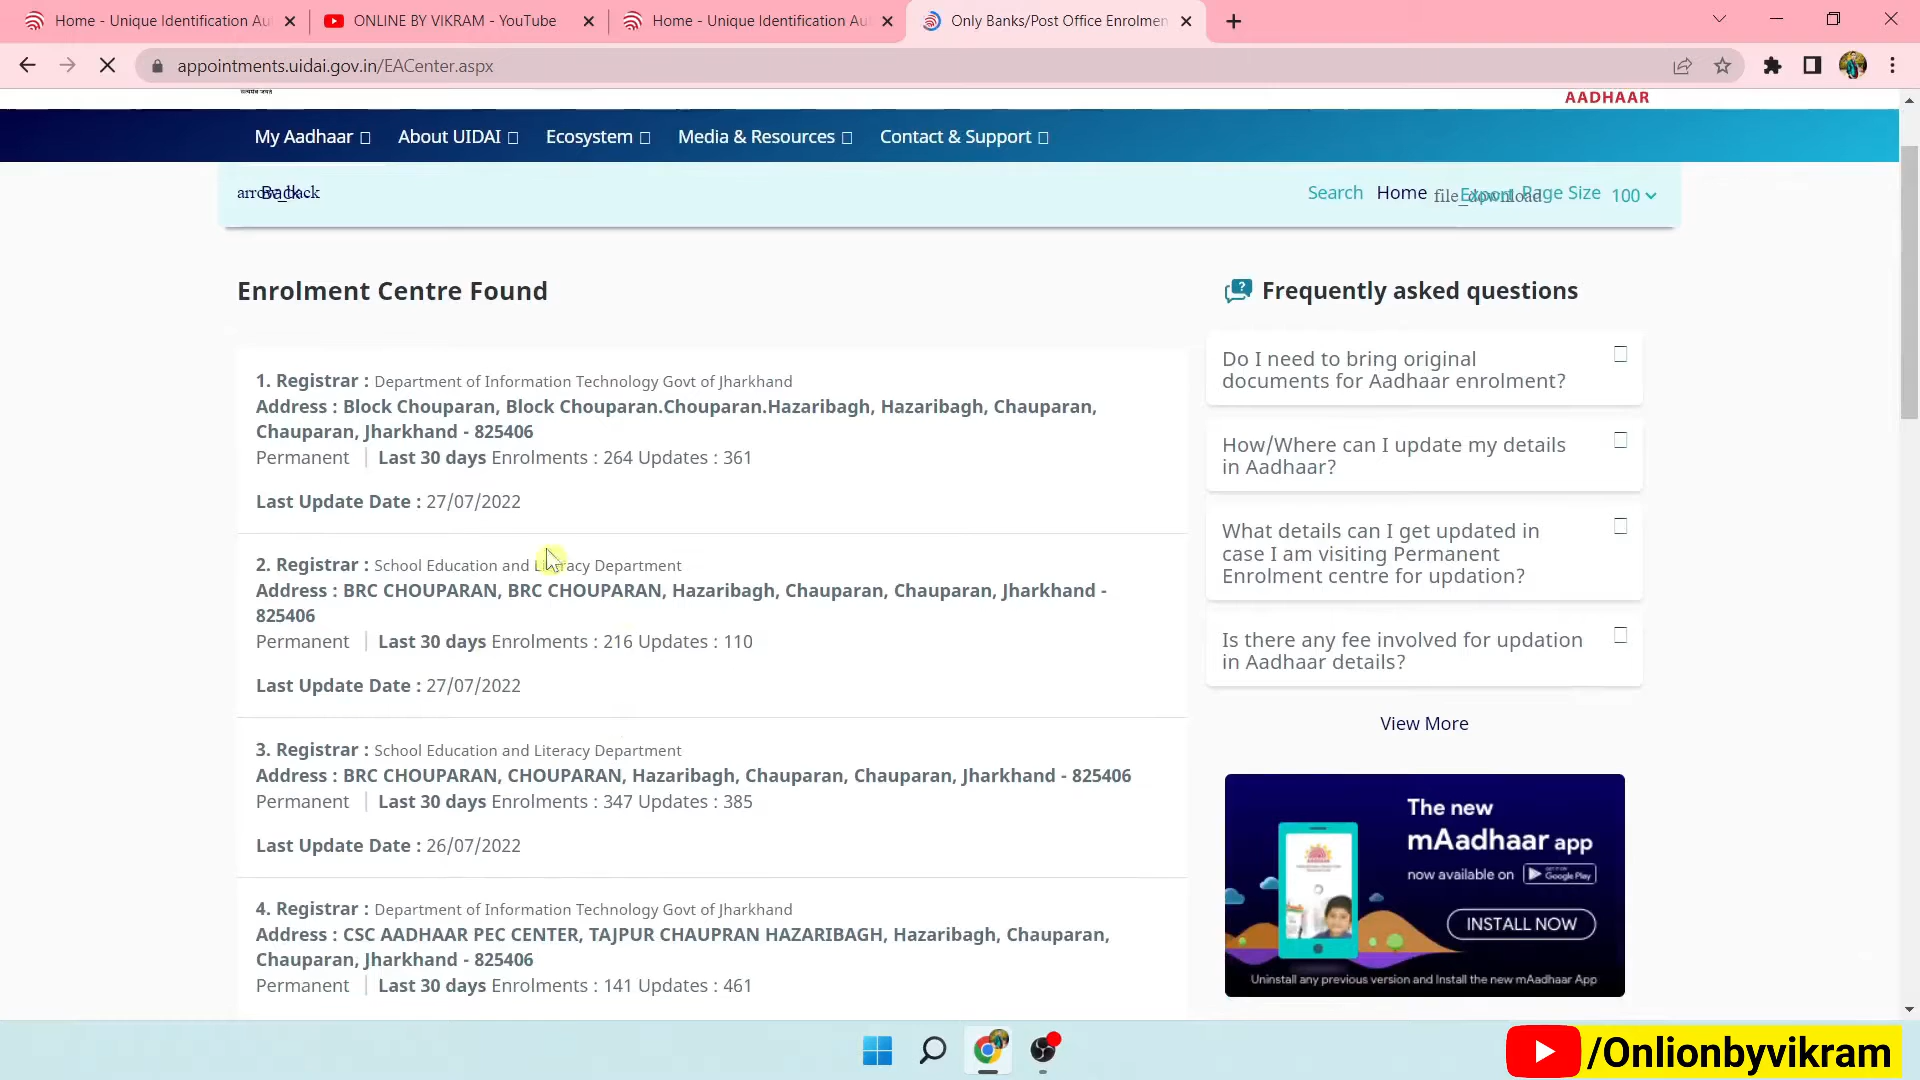 Home - Unique Identification Au
ONLINE BY VIKRAM - YouTube
Home - Unique Identification Au
Only Banks/Post Office Enrolmen
appointments.uidai.gov.in/EACenter.aspx
सत्यमेव जयते
AADHAAR
My Aadhaar
About UIDAI
Ecosystem
Media & Resources
Contact & Support
arrow_back
Back
Search
Home
file_download
Export
Page Size
100
Enrolment Centre Found
1. Registrar : Department of Information Technology Govt of Jharkhand
Address : Block Chouparan, Block Chouparan.Chouparan.Hazaribagh, Hazaribagh, Chauparan,
Chauparan, Jharkhand - 825406
Permanent | Last 30 days Enrolments : 264 Updates : 361
Last Update Date : 27/07/2022
2. Registrar : School Education and Literacy Department
Address : BRC CHOUPARAN, BRC CHOUPARAN, Hazaribagh, Chauparan, Chauparan, Jharkhand -
825406
Permanent | Last 30 days Enrolments : 216 Updates : 110
Last Update Date : 27/07/2022
3. Registrar : School Education and Literacy Department
Address : BRC CHOUPARAN, CHOUPARAN, Hazaribagh, Chauparan, Chauparan, Jharkhand - 825406
Permanent | Last 30 days Enrolments : 347 Updates : 385
Last Update Date : 26/07/2022
4. Registrar : Department of Information Technology Govt of Jharkhand
Address : CSC AADHAAR PEC CENTER, TAJPUR CHAUPRAN HAZARIBAGH, Hazaribagh, Chauparan,
Chauparan, Jharkhand - 825406
Permanent | Last 30 days Enrolments : 141 Updates : 461
Frequently asked questions
Do I need to bring original
documents for Aadhaar enrolment?
How/Where can I update my details
in Aadhaar?
What details can I get updated in
case I am visiting Permanent
Enrolment centre for updation?
Is there any fee involved for updation
in Aadhaar details?
View More
The new
mAadhaar app
now available on Google Play
INSTALL NOW
Uninstall any previous version and Install the new mAadhaar App
/Onlionbyvikram